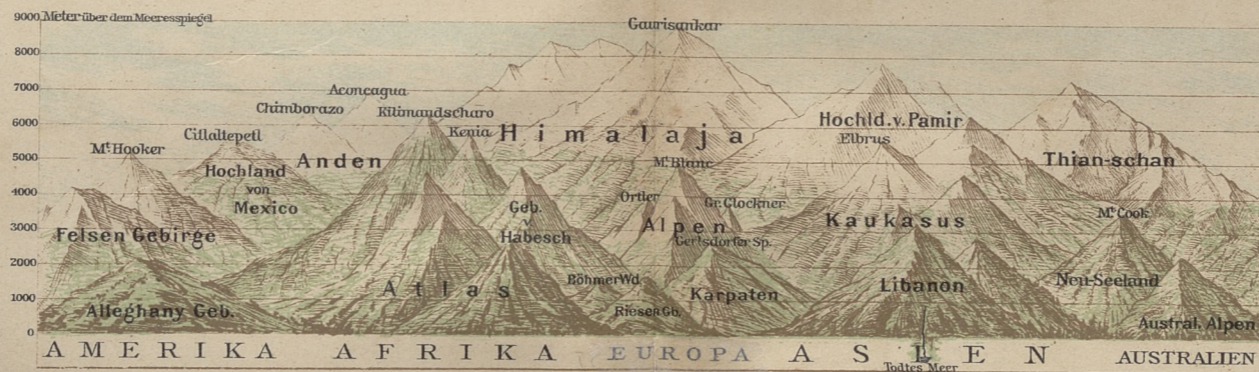 9000 Meter über dem Meeresspiegel
8000
7000
6000
5000
4000
3000
2000
1000
0
Gaurisankar
Aconcagua
Chimborazo
Kilimandscharo
Kenia
Himalaja
Hochld. v. Pamir
Elbrus
Citlaltepetl
Mt. Hooker
Anden
Hochland
von
Mexico
Mt. Blanc
Thian-schan
Ortler
Gr. Glockner
Geb.
v.
Habesch
Alpen
Gerlsdorfer Sp.
Kaukasus
Mt. Cook
Felsen Gebirge
Böhmer Wd.
Atlas
Karpaten
Libanon
Neu-Seeland
Alleghany Geb.
Riesen Gb.
Austral. Alpen
AMERIKA AFRIKA EUROPA ASIEN AUSTRALIEN
Todtes Meer